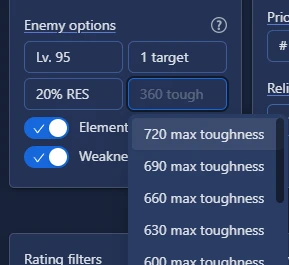 Enemy options ?
Prio
Lv. 95
1 target
#
20% RES
360 tough
Reli
Element
Weakne
720 max toughness
690 max toughness
660 max toughness
630 max toughness
600 max toughness
Rating filters